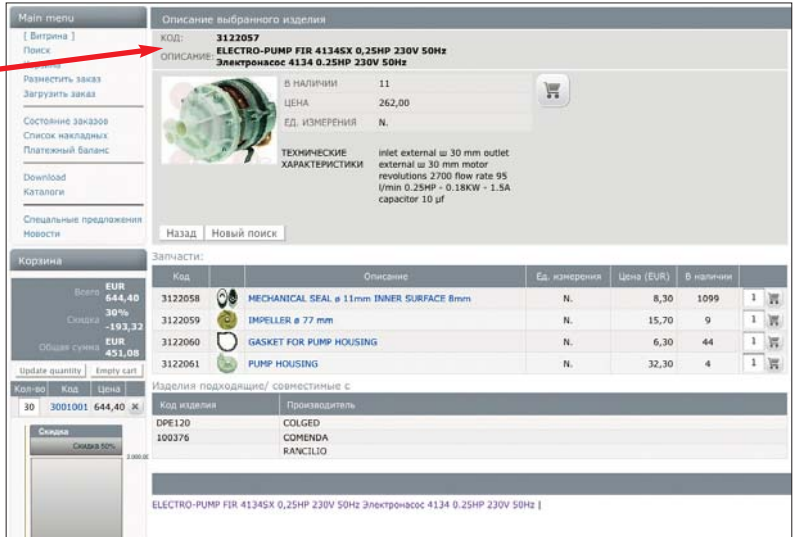 Main menu
[ Витрина ]
Поиск
Корзина
Разместить заказ
Загрузить заказ
Состояние заказов
Список накладных
Платежный баланс
Download
Каталоги
Специальные предложения
Новости
Корзина
Всего EUR 644,40
Скидка 30% -193,32
Общая сумма EUR 451,08
Update quantity Empty cart
Кол-во Код Цена
30 3001001 644,40 ×
Скидка
Скидка 50%
Описание выбранного изделия
КОД: 3122057
ОПИСАНИЕ: ELECTRO-PUMP FIR 4134SX 0,25HP 230V 50Hz
Электронасос 4134 0.25HP 230V 50Hz
В НАЛИЧИИ 11
ЦЕНА 262,00
ЕД. ИЗМЕРЕНИЯ N.
ТЕХНИЧЕСКИЕ ХАРАКТЕРИСТИКИ
inlet external ш 30 mm outlet
external ш 30 mm motor
revolutions 2700 flow rate 95
l/min 0.25HP - 0.18KW - 1.5A
capacitor 10 µf
Назад Новый поиск
Запчасти:
Код Описание Ед. измерения Цена (EUR) В наличии
3122058 MECHANICAL SEAL ø 11mm INNER SURFACE 8mm N. 8,30 1099 1
3122059 IMPELLER ø 77 mm N. 15,70 9 1
3122060 GASKET FOR PUMP HOUSING N. 6,30 44 1
3122061 PUMP HOUSING N. 32,30 4 1
Изделия подходящие/ совместимые с
Код изделия Производитель
DPE120 COLGED
100376 COMENDA
RANCILIO
ELECTRO-PUMP FIR 4134SX 0,25HP 230V 50Hz Электронасос 4134 0.25HP 230V 50Hz |